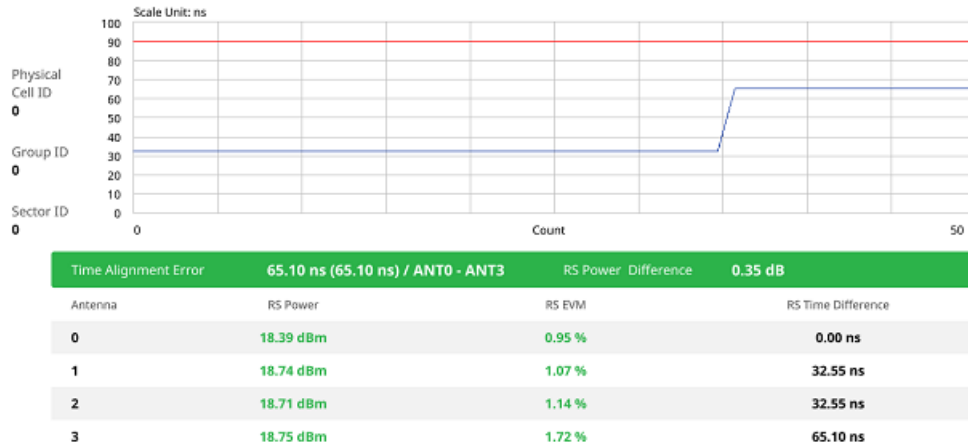 Scale Unit: ns
100
90
80
70
60
50
40
30
20
10
0
0
Count
50
Physical
Cell ID
0
Group ID
0
Sector ID
0
Time Alignment Error 65.10 ns (65.10 ns) / ANT0 - ANT3 RS Power Difference 0.35 dB
Antenna RS Power RS EVM RS Time Difference
0 18.39 dBm 0.95 % 0.00 ns
1 18.74 dBm 1.07 % 32.55 ns
2 18.71 dBm 1.14 % 32.55 ns
3 18.75 dBm 1.72 % 65.10 ns